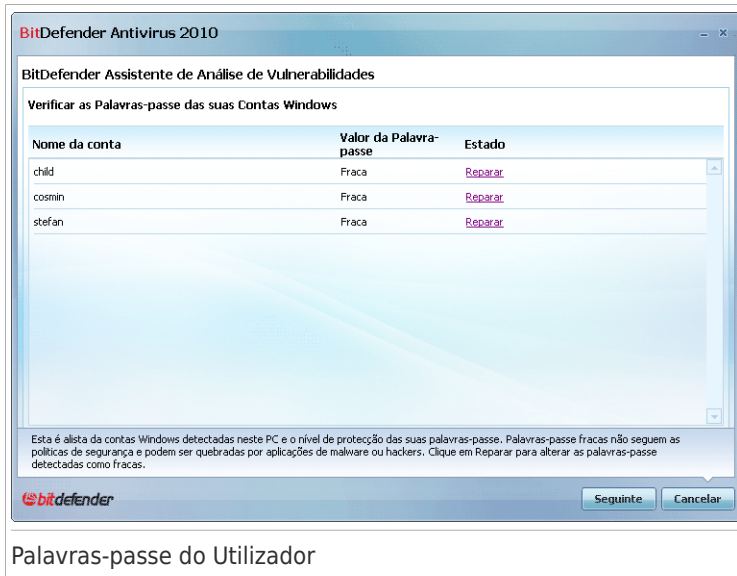 BitDefender Antivirus 2010
BitDefender Assistente de Análise de Vulnerabilidades
Verificar as Palavras-passe das suas Contas Windows
Nome da conta Valor da Palavra-passe Estado
child Fraca Reparar
cosmin Fraca Reparar
stefan Fraca Reparar
Esta é alista da contas Windows detectadas neste PC e o nível de protecção das suas palavras-passe. Palavras-passe fracas não seguem as
politicas de segurança e podem ser quebradas por aplicações de malware ou hackers. Clique em Reparar para alterar as palavras-passe
detectadas como fracas.
bitdefender Seguinte Cancelar
Palavras-passe do Utilizador